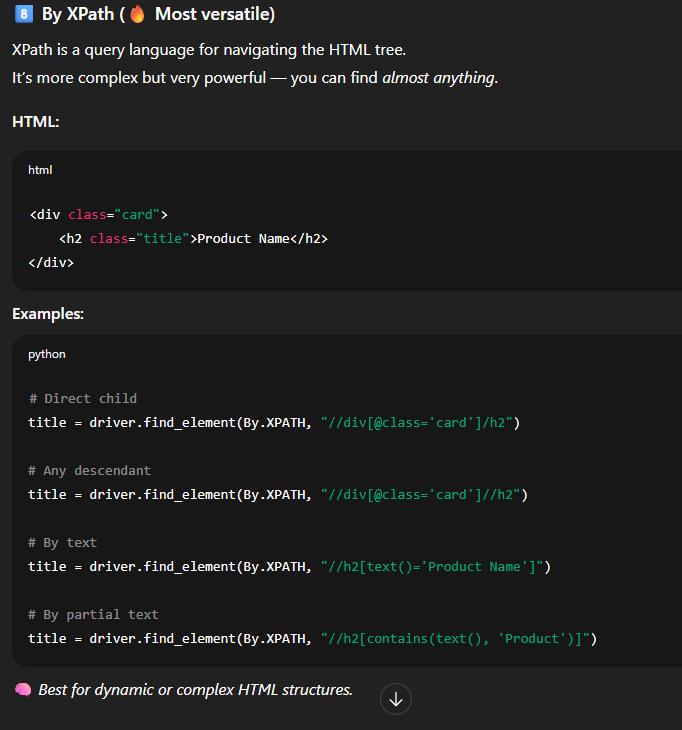 8️⃣ By XPath (🔥 Most versatile)
XPath is a query language for navigating the HTML tree.
It’s more complex but very powerful — you can find almost anything.
HTML:
html
<div class="card">
    <h2 class="title">Product Name</h2>
</div>
Examples:
python
# Direct child
title = driver.find_element(By.XPATH, "//div[@class='card']/h2")
# Any descendant
title = driver.find_element(By.XPATH, "//div[@class='card']//h2")
# By text
title = driver.find_element(By.XPATH, "//h2[text()='Product Name']")
# By partial text
title = driver.find_element(By.XPATH, "//h2[contains(text(), 'Product')]")
🧠 Best for dynamic or complex HTML structures.